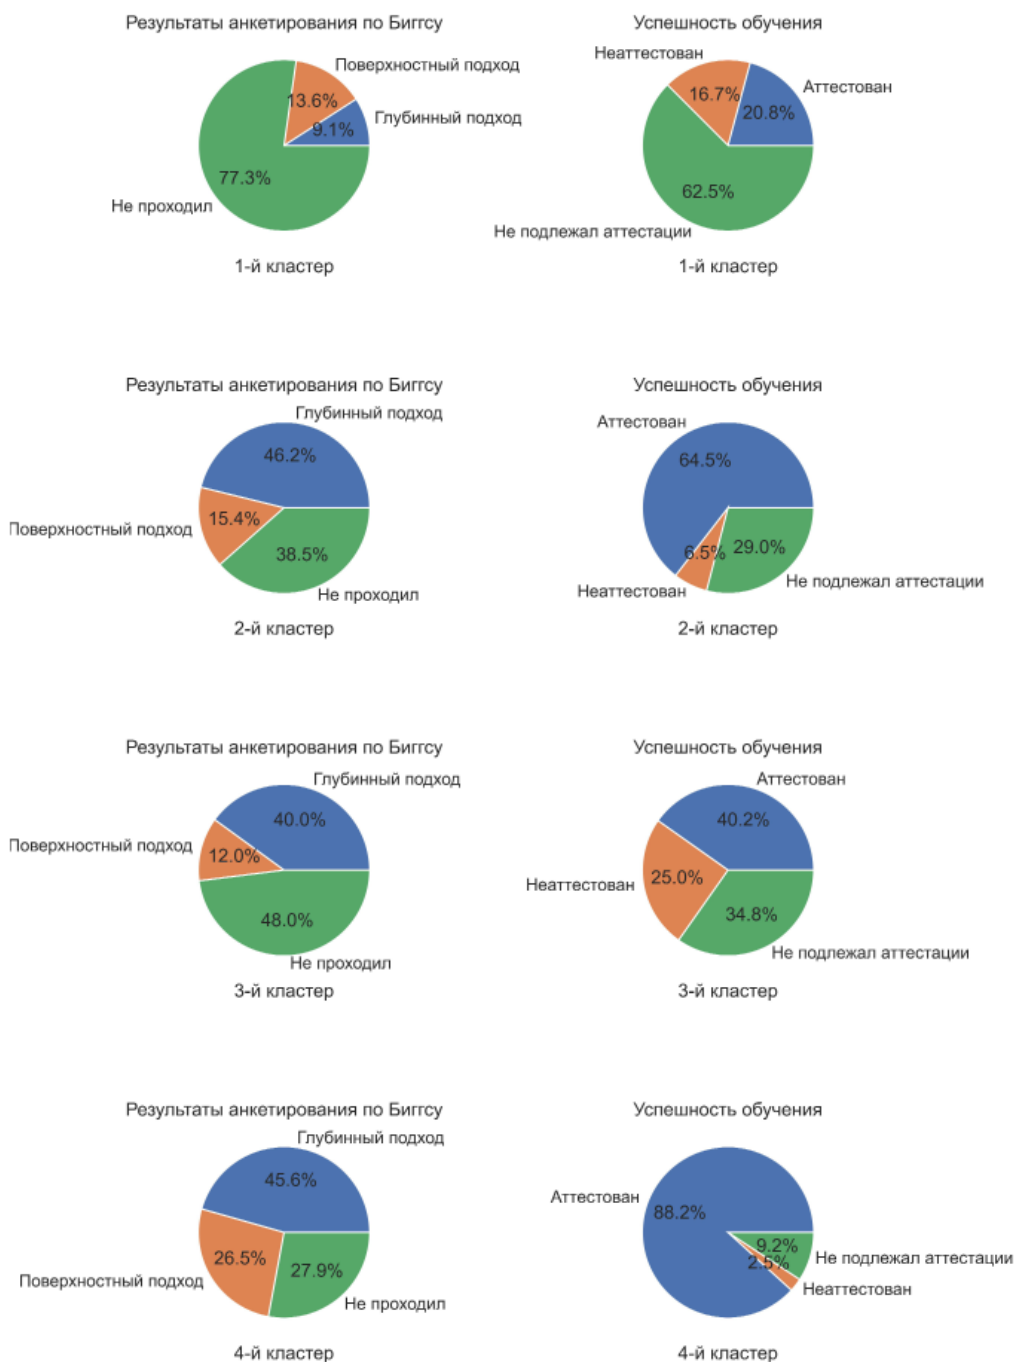 Результаты анкетирования по Биггсу
Успешность обучения
Поверхностный подход
13.6%
Глубинный подход
9.1%
77.3%
Не проходил
1-й кластер
Неаттестован
16.7%
Аттестован
20.8%
62.5%
Не подлежал аттестации
1-й кластер
Результаты анкетирования по Биггсу
Успешность обучения
Глубинный подход
46.2%
Поверхностный подход
15.4%
38.5%
Не проходил
2-й кластер
Аттестован
64.5%
6.5%
29.0%
Неаттестован
Не подлежал аттестации
2-й кластер
Результаты анкетирования по Биггсу
Успешность обучения
Глубинный подход
40.0%
Поверхностный подход
12.0%
48.0%
Не проходил
3-й кластер
Аттестован
40.2%
Неаттестован
25.0%
34.8%
Не подлежал аттестации
3-й кластер
Результаты анкетирования по Биггсу
Успешность обучения
Глубинный подход
45.6%
26.5%
Поверхностный подход
27.9%
Не проходил
4-й кластер
Аттестован
88.2%
9.2%
Не подлежал аттестации
2.5%
Неаттестован
4-й кластер